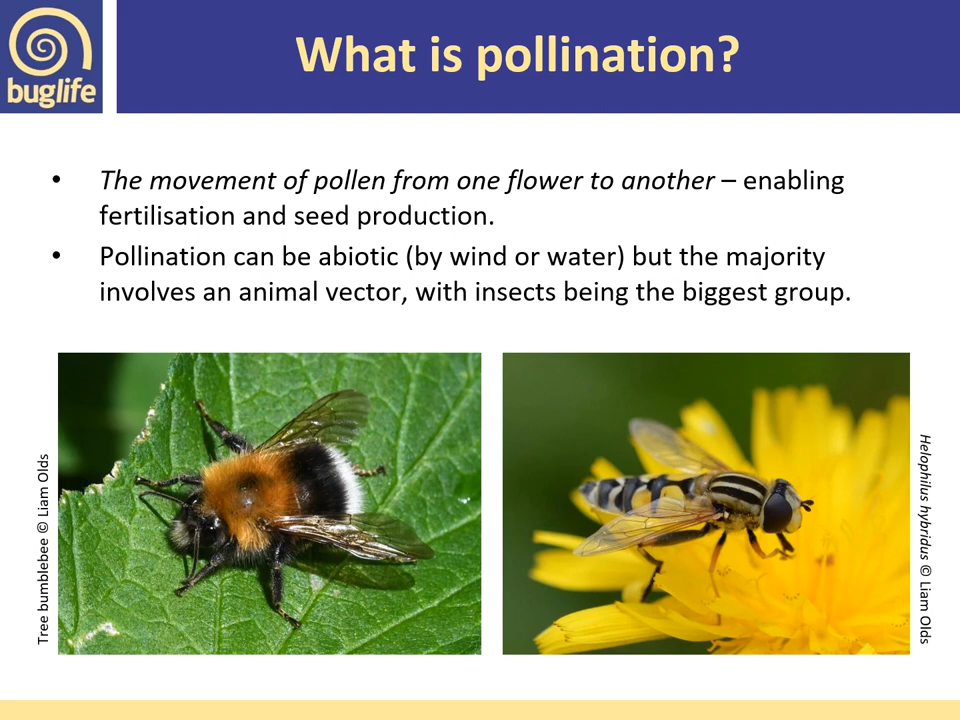 buglife
What is pollination?
• The movement of pollen from one flower to another – enabling
fertilisation and seed production.
• Pollination can be abiotic (by wind or water) but the majority
involves an animal vector, with insects being the biggest group.
Tree bumblebee © Liam Olds
Helophilus hybridus © Liam Olds